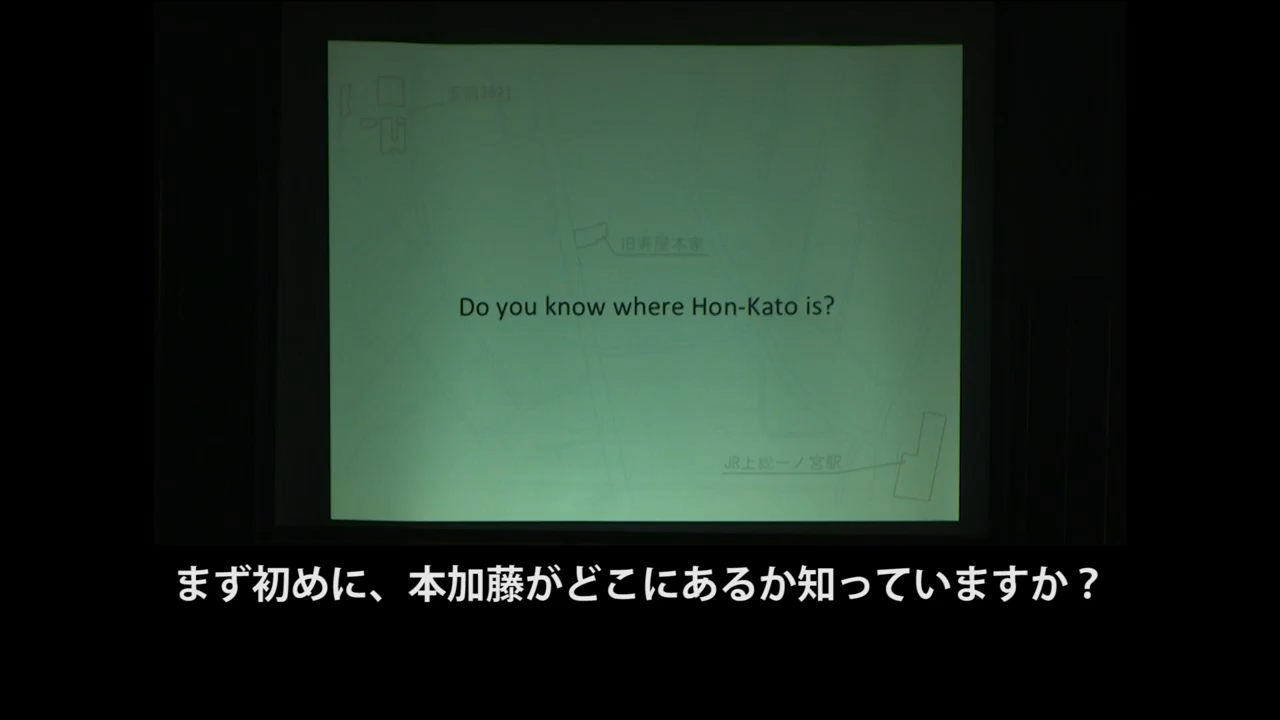 旧壽屋本家
Do you know where Hon-Kato is?
JR上総一ノ宮駅
まず初めに、本加藤がどこにあるか知っていますか？